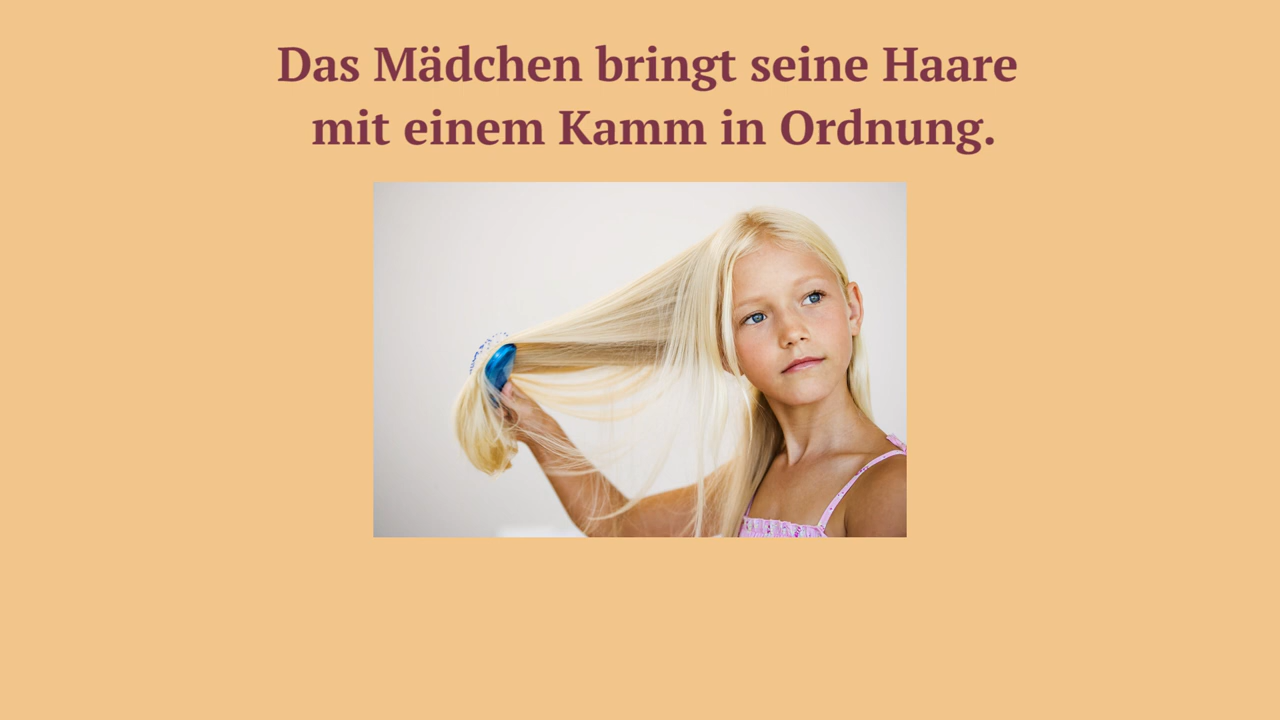 Das Mädchen bringt seine Haare
mit einem Kamm in Ordnung.